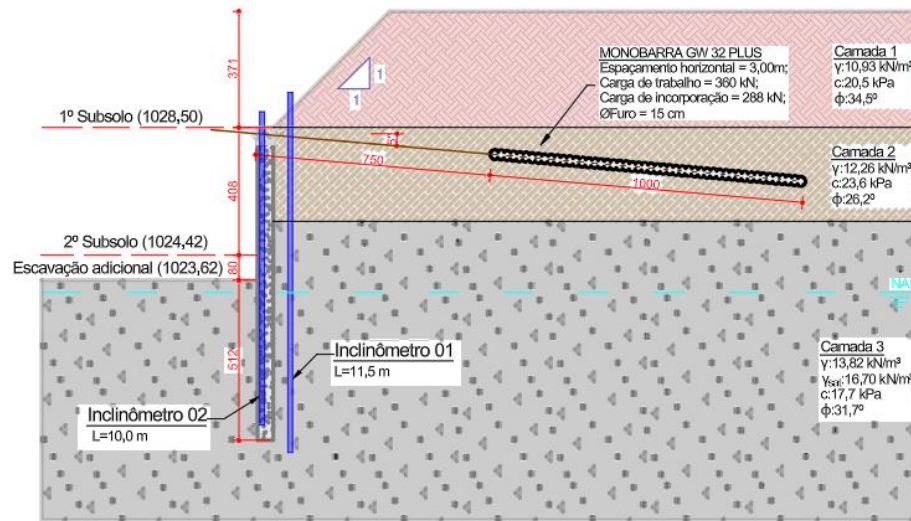 371
1º Subsolo (1028,50)
408
2º Subsolo (1024,42)
Escavação adicional (1023,62)
80
512
1
1
MONOBARRA GW 32 PLUS
Espaçamento horizontal = 3,00m;
Carga de trabalho = 360 kN;
Carga de incorporação = 288 kN;
ØFuro = 15 cm
750
1000
Camada 1
γ:10,93 kN/m³
c:20,5 kPa
ϕ:34,5º
Camada 2
γ:12,26 kN/m³
c:23,6 kPa
ϕ:26,2º
NA
Camada 3
γ:13,82 kN/m³
γsat:16,70 kN/m³
c:17,7 kPa
ϕ:31,7º
Inclinômetro 01
L=11,5 m
Inclinômetro 02
L=10,0 m